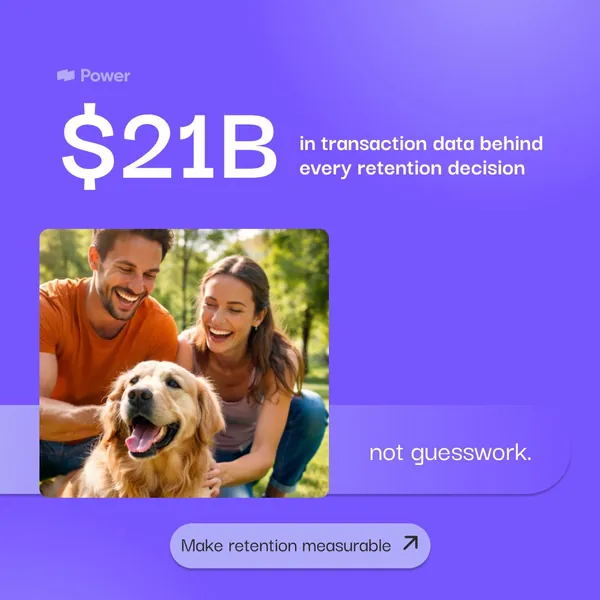 Power
$21B
in transaction data behind
every retention decision
not guesswork.
Make retention measurable